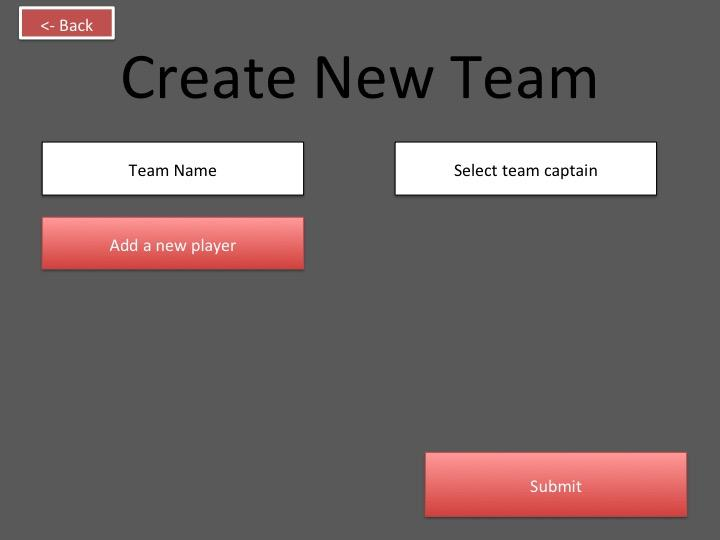 <- Back
Create New Team
Team Name
Select team captain
Add a new player
Submit